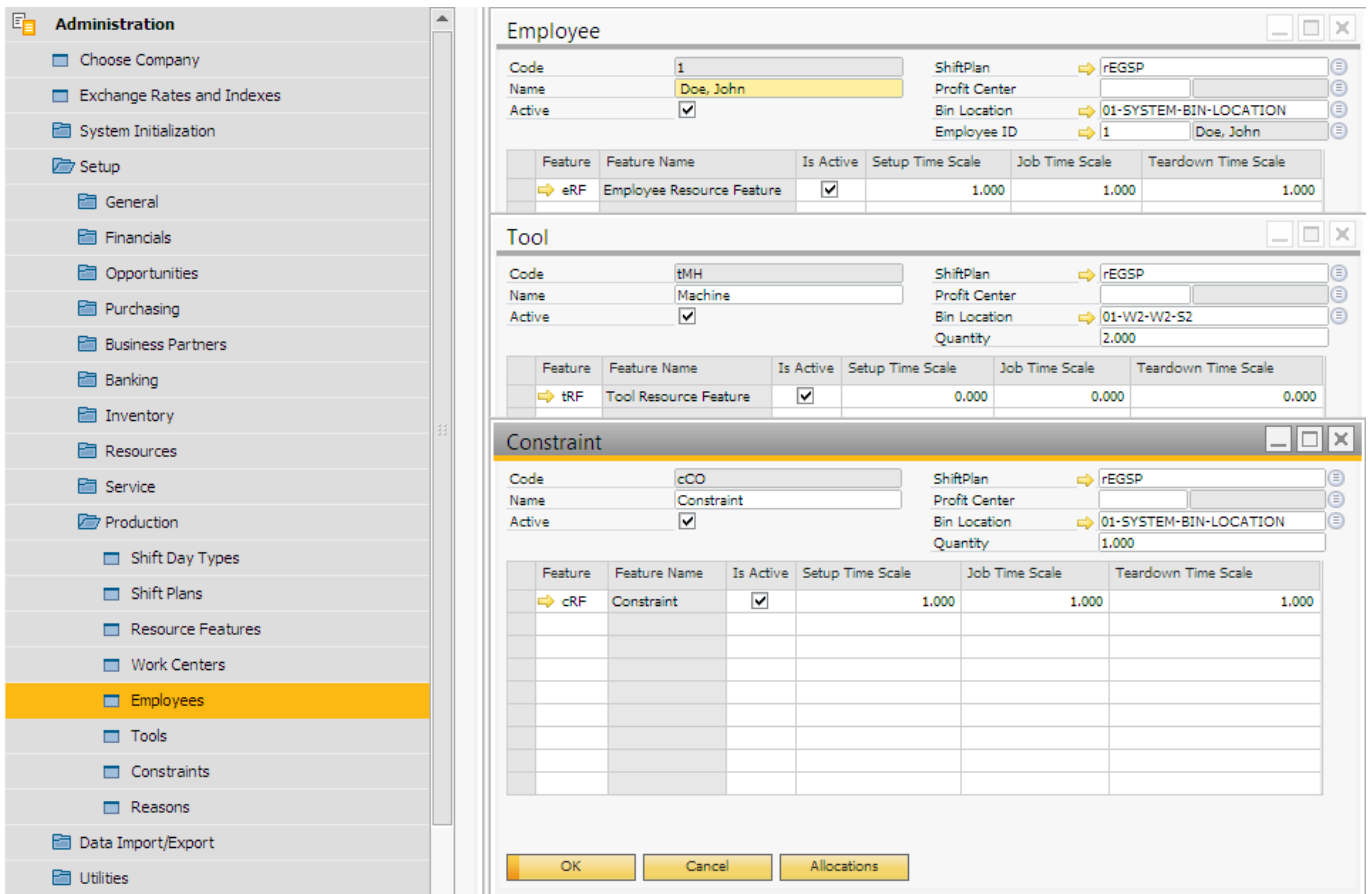 Administration
Choose Company
Exchange Rates and Indexes
System Initialization
Setup
General
Financials
Opportunities
Purchasing
Business Partners
Banking
Inventory
Resources
Service
Production
Shift Day Types
Shift Plans
Resource Features
Work Centers
Employees
Tools
Constraints
Reasons
Data Import/Export
Utilities
Employee
Code 1 ShiftPlan rEGSP
Name Doe, John Profit Center
Active Bin Location 01-SYSTEM-BIN-LOCATION
Employee ID 1 Doe, John
Feature Feature Name Is Active Setup Time Scale Job Time Scale Teardown Time Scale
eRF Employee Resource Feature 1.000 1.000 1.000
Tool
Code tMH ShiftPlan rEGSP
Name Machine Profit Center
Active Bin Location 01-W2-W2-S2
Quantity 2.000
Feature Feature Name Is Active Setup Time Scale Job Time Scale Teardown Time Scale
tRF Tool Resource Feature 0.000 0.000 0.000
Constraint
Code cCO ShiftPlan rEGSP
Name Constraint Profit Center
Active Bin Location 01-SYSTEM-BIN-LOCATION
Quantity 1.000
Feature Feature Name Is Active Setup Time Scale Job Time Scale Teardown Time Scale
cRF Constraint 1.000 1.000 1.000
OK Cancel Allocations